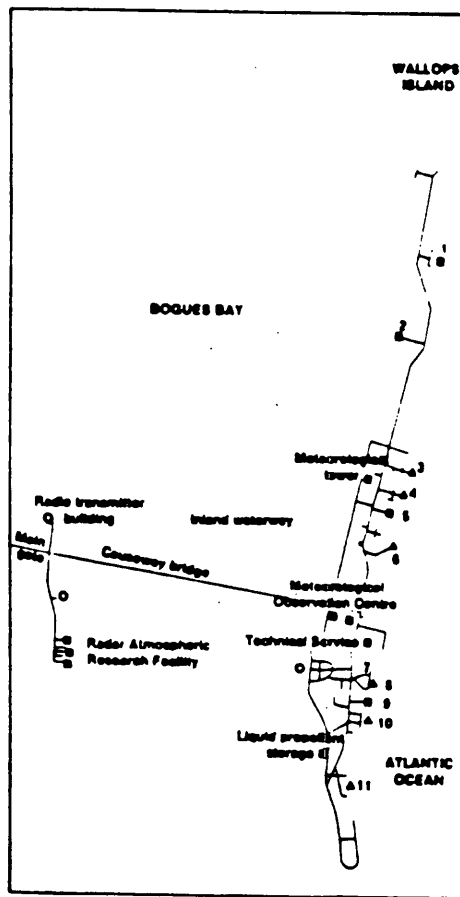 WALLOPS
ISLAND
1
BOGUES BAY
2
Meteorological
tower
3
4
5
6
Radio transmitter
building
Inland waterway
Main
Causeway bridge
Meteorological
Observation Centre
Technical Service
Radar Atmospheric
Research Facility
7
8
9
10
Liquid propellant
storage
ATLANTIC
OCEAN
11